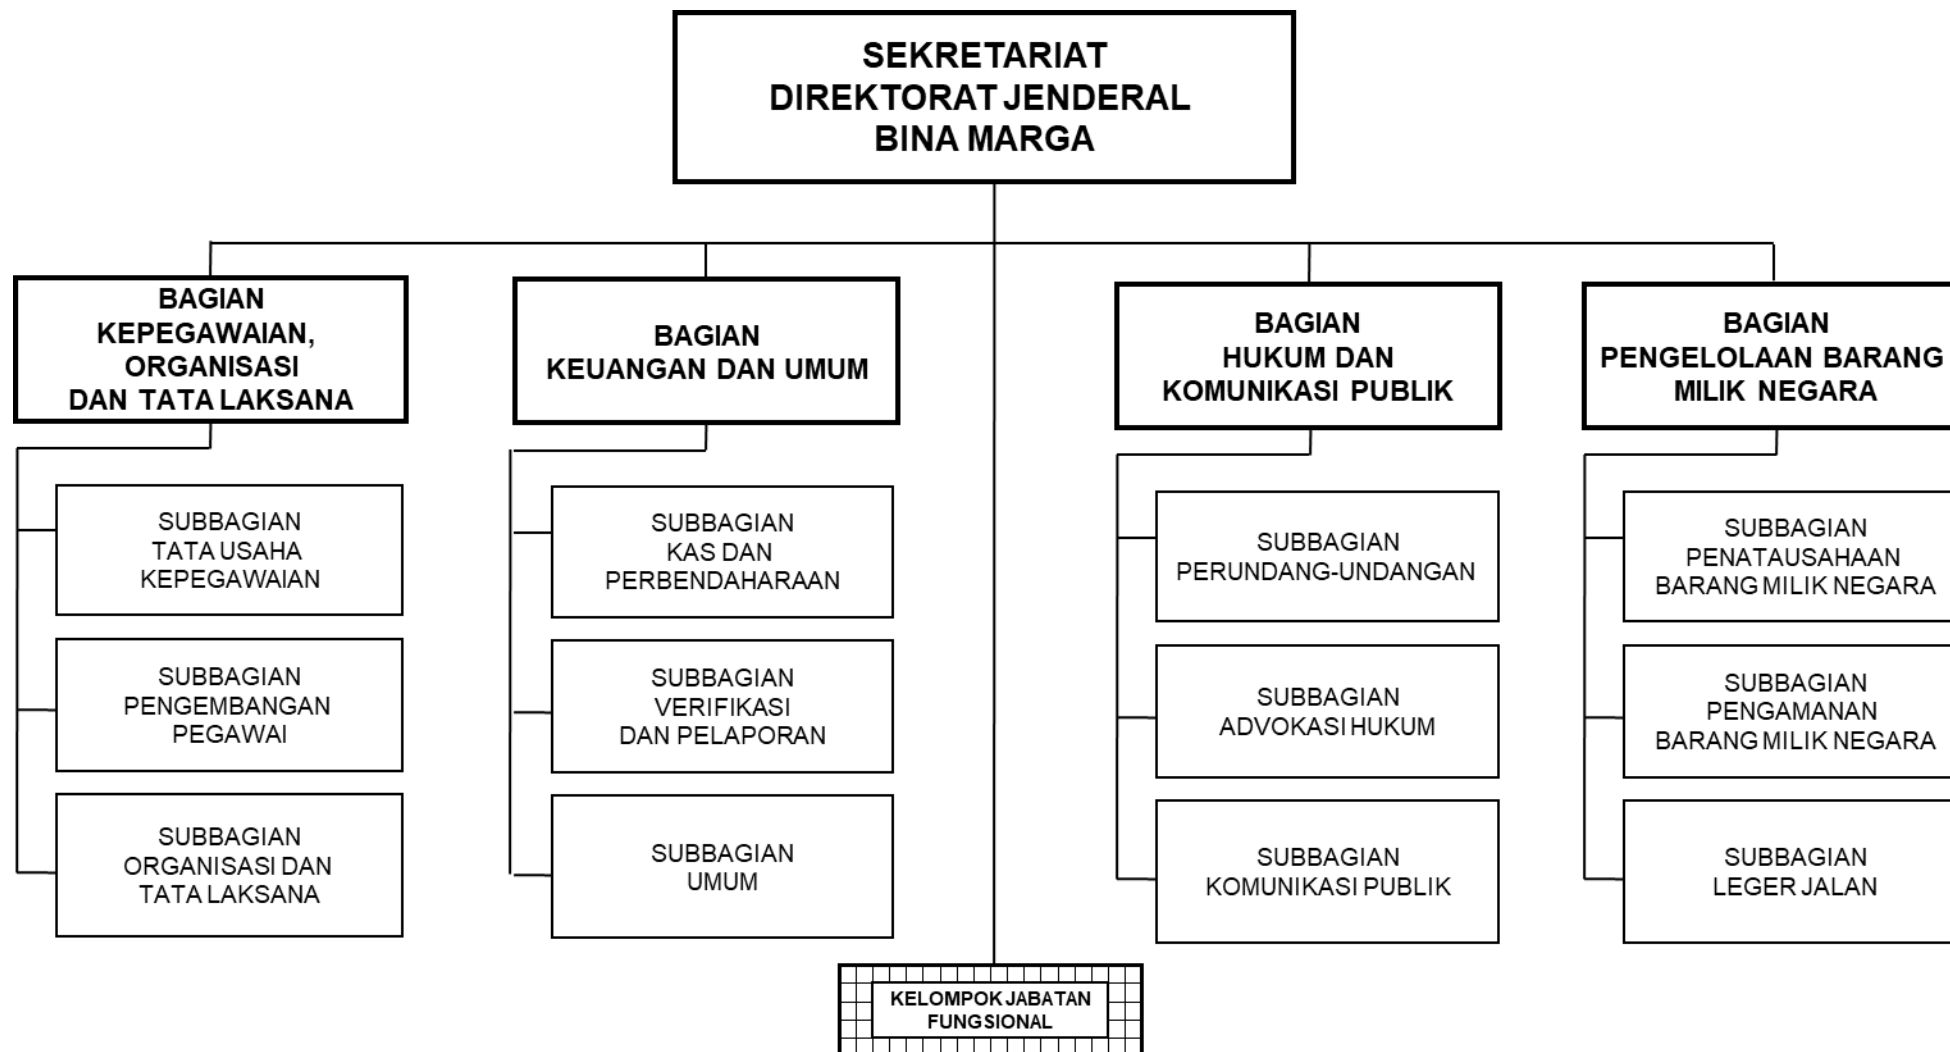 SEKRETARIAT
DIREKTORAT JENDERAL
BINA MARGA
BAGIAN
KEPEGAWAIAN,
ORGANISASI
DAN TATA LAKSANA
BAGIAN
KEUANGAN DAN UMUM
BAGIAN
HUKUM DAN
KOMUNIKASI PUBLIK
BAGIAN
PENGELOLAAN BARANG
MILIK NEGARA
SUBBAGIAN
TATA USAHA
KEPEGAWAIAN
SUBBAGIAN
PENGEMBANGAN
PEGAWAI
SUBBAGIAN
ORGANISASI DAN
TATA LAKSANA
SUBBAGIAN
KAS DAN
PERBENDAHARAAN
SUBBAGIAN
VERIFIKASI
DAN PELAPORAN
SUBBAGIAN
UMUM
SUBBAGIAN
PERUNDANG-UNDANGAN
SUBBAGIAN
ADVOKASI HUKUM
SUBBAGIAN
KOMUNIKASI PUBLIK
SUBBAGIAN
PENATAUSAHAAN
BARANG MILIK NEGARA
SUBBAGIAN
PENGAMANAN
BARANG MILIK NEGARA
SUBBAGIAN
LEGER JALAN
KELOMPOK JABATAN
FUNGSIONAL